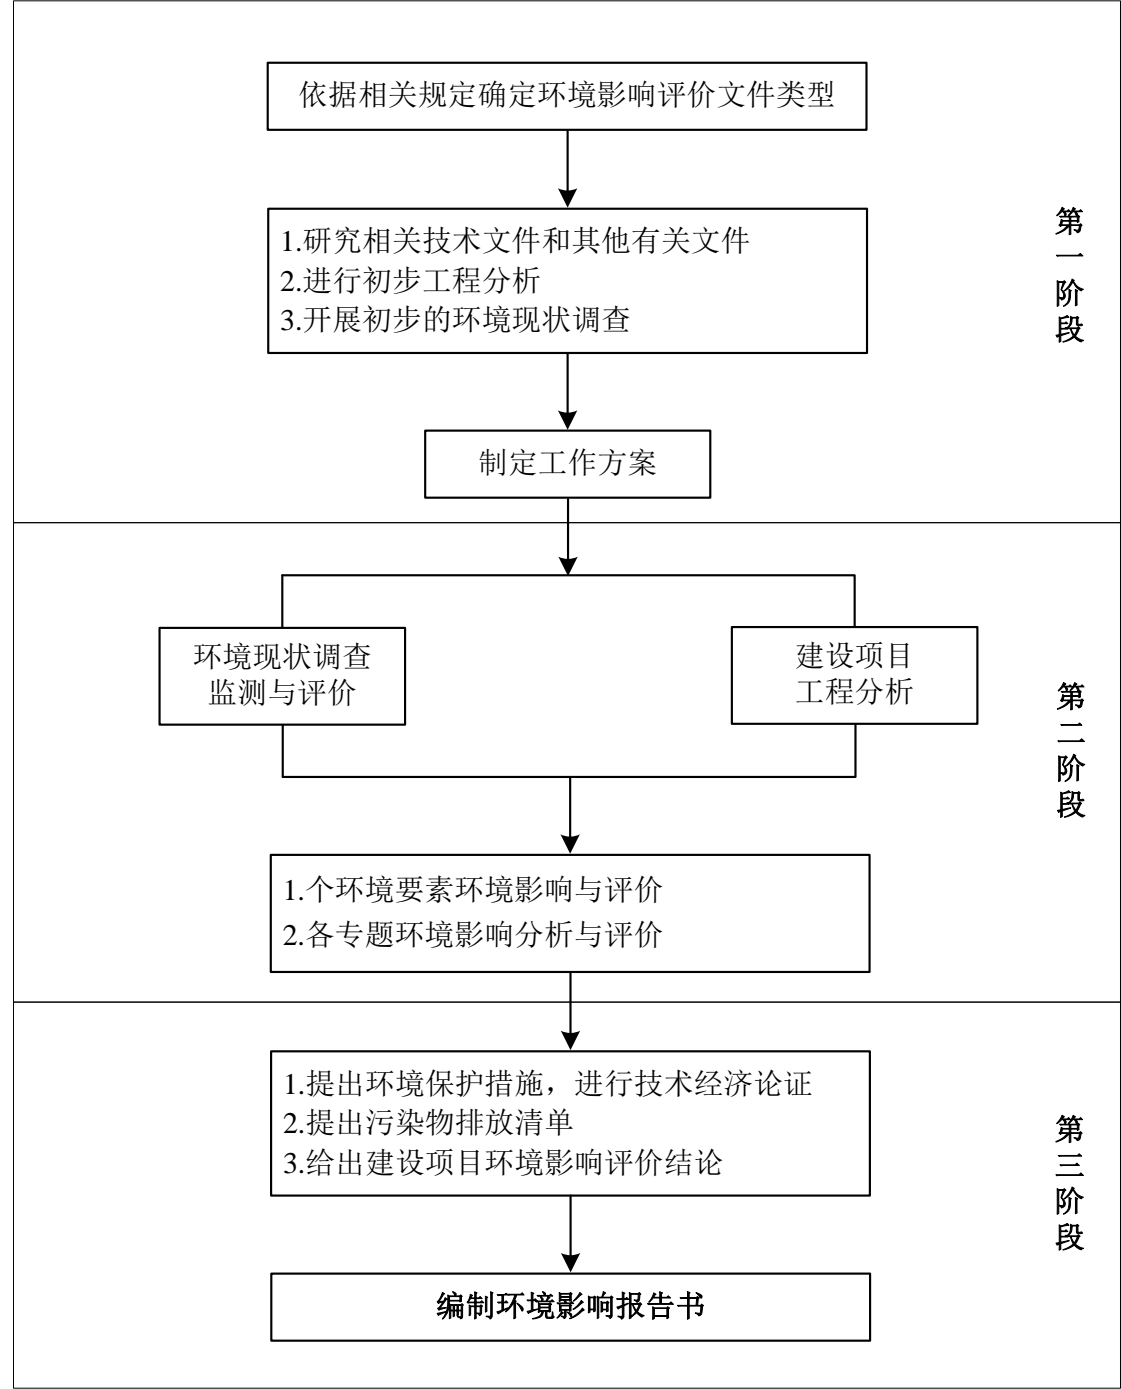 依据相关规定确定环境影响评价文件类型
1.研究相关技术文件和其他有关文件
2.进行初步工程分析
3.开展初步的环境现状调查
制定工作方案
第一阶段
环境现状调查
监测与评价
建设项目
工程分析
1.个环境要素环境影响与评价
2.各专题环境影响分析与评价
第二阶段
1.提出环境保护措施，进行技术经济论证
2.提出污染物排放清单
3.给出建设项目环境影响评价结论
编制环境影响报告书
第三阶段